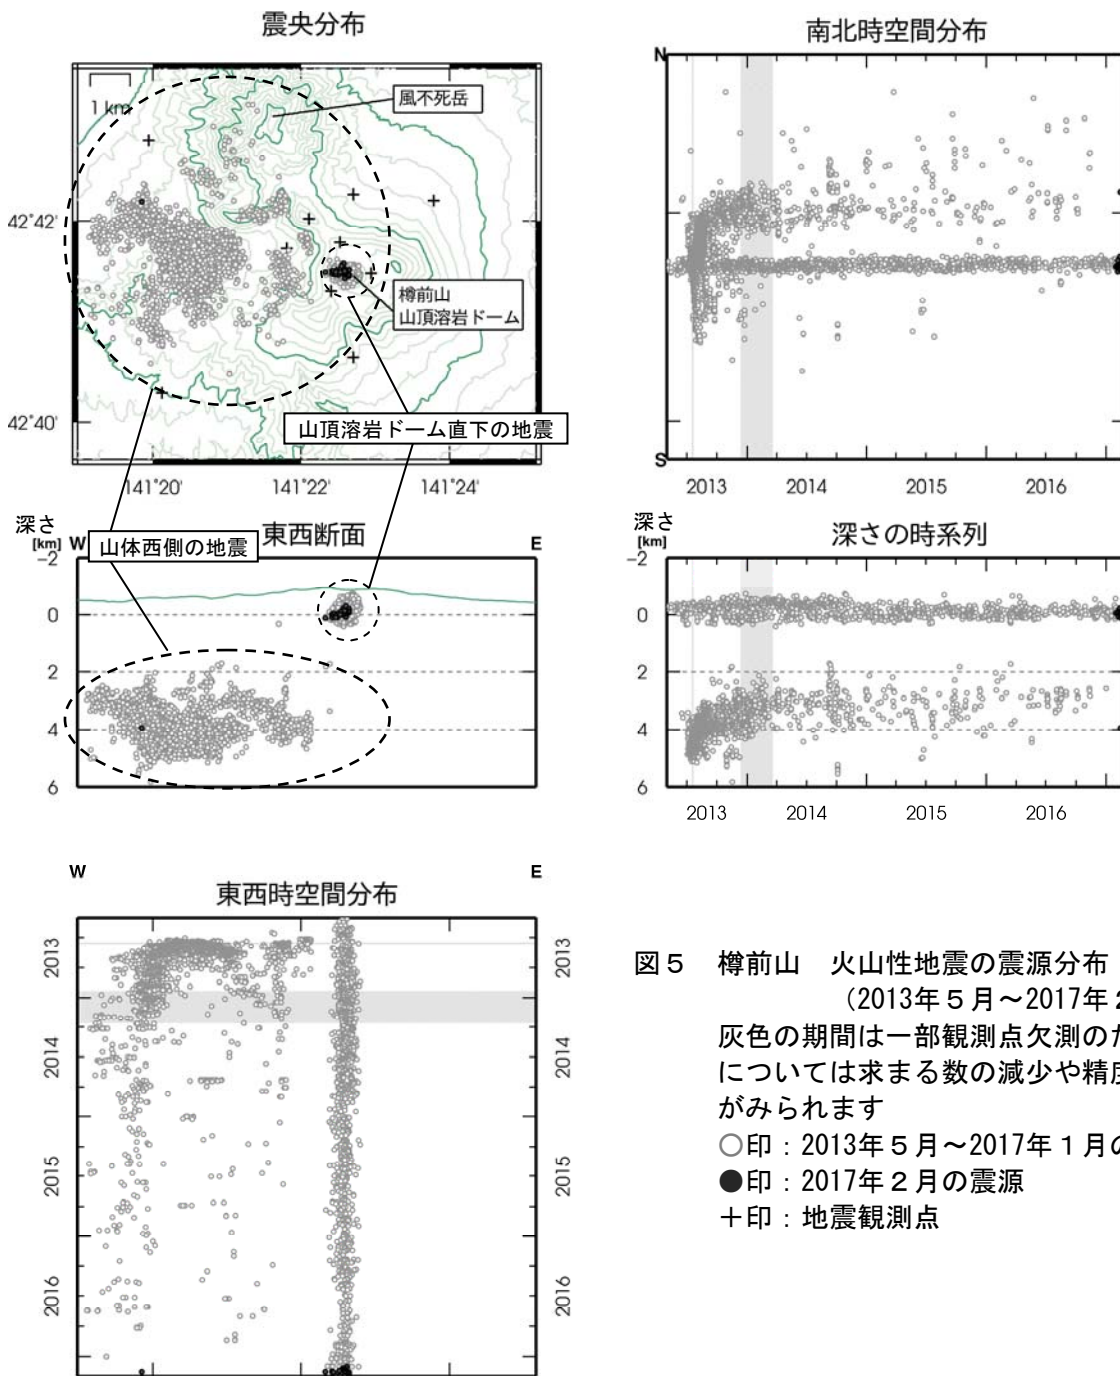 震央分布
1 km
風不死岳
42°42'
樽前山
山頂溶岩ドーム
42°40'
山頂溶岩ドーム直下の地震
141°20'
141°22'
141°24'
南北時空間分布
N
S
2013
2014
2015
2016
深さ
[km]
W
東西断面
E
山体西側の地震
-2
0
2
4
6
深さ
[km]
深さの時系列
-2
0
2
4
6
2013
2014
2015
2016
W
E
東西時空間分布
2013
2014
2015
2016
2013
2014
2015
2016
図5 樽前山 火山性地震の震源分布
(2013年5月~2017年2
灰色の期間は一部観測点欠測のた
については求まる数の減少や精度
がみられます
○印:2013年5月~2017年1月の
●印:2017年2月の震源
+印:地震観測点